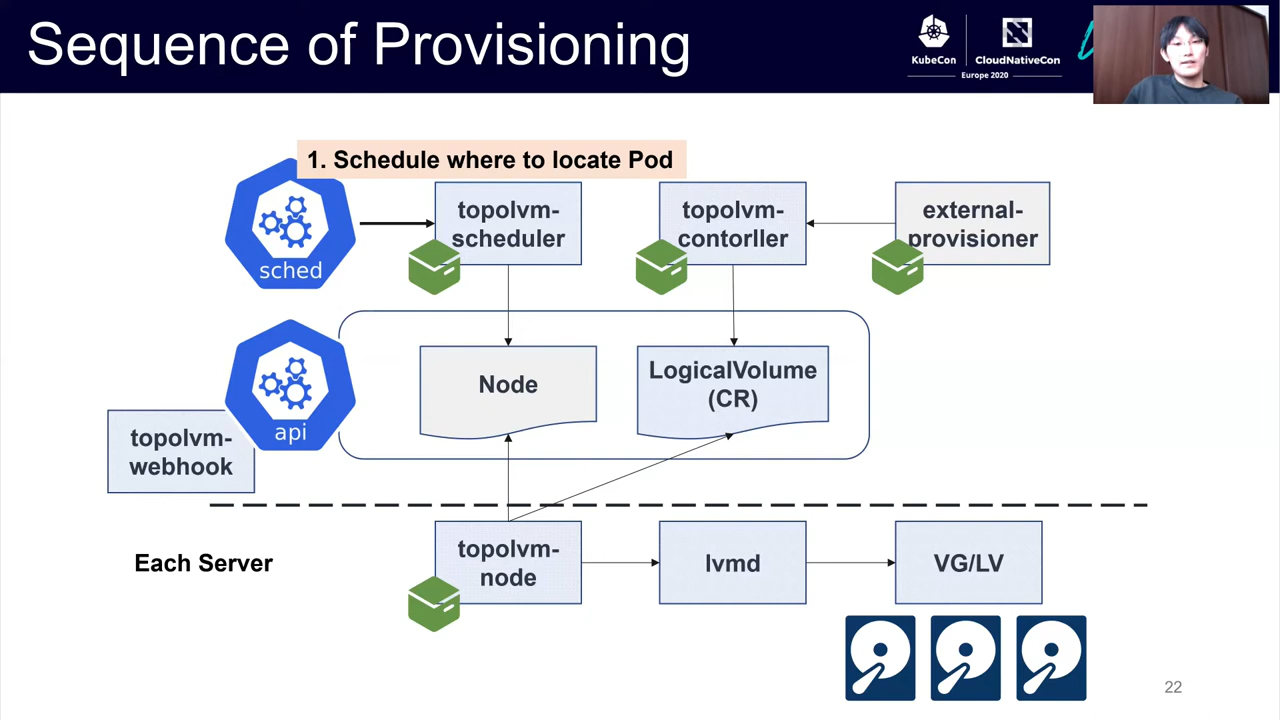 Sequence of Provisioning
KubeCon
CloudNativeCon
Europe 2020
1. Schedule where to locate Pod
sched
topolvm-
scheduler
topolvm-
contorller
external-
provisioner
api
Node
LogicalVolume
(CR)
topolvm-
webhook
Each Server
topolvm-
node
lvmd
VG/LV
22